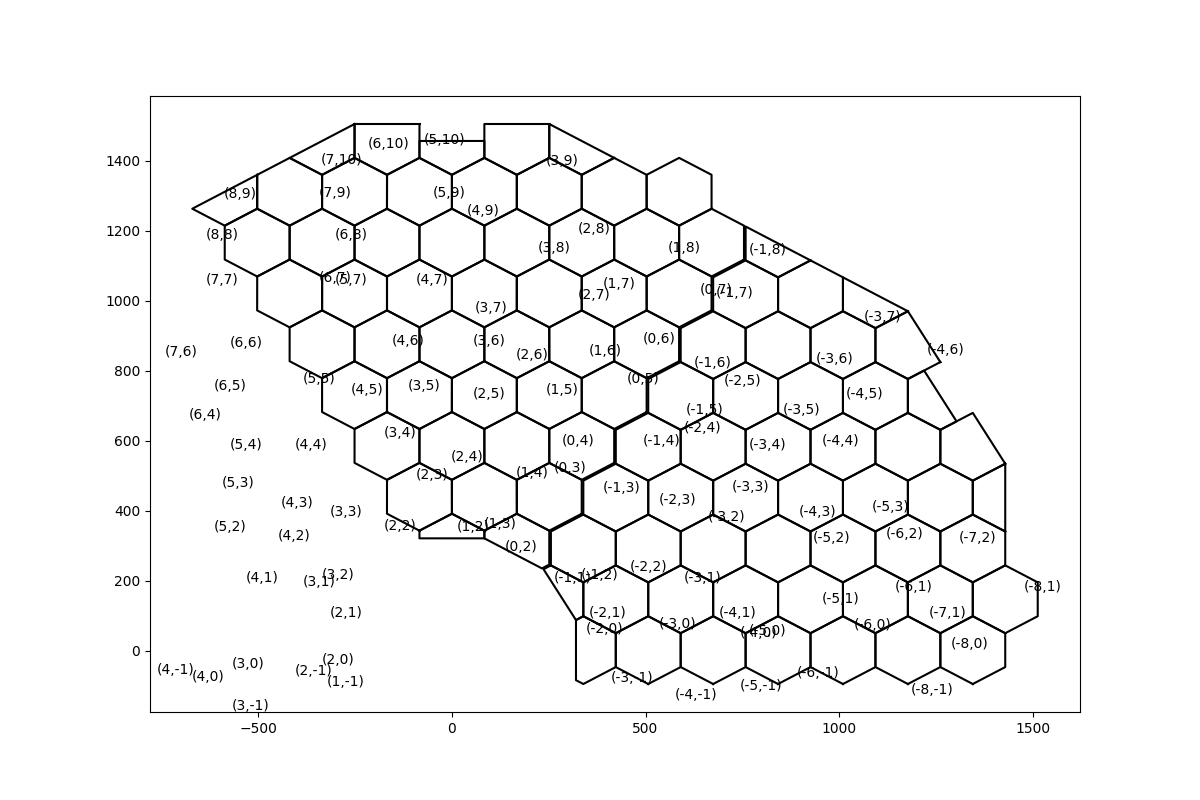 1400
1200
1000
800
600
400
200
0
−500
0
500
1000
1500
(6,10) (5,10)
(7,10) (3,9)
(8,9) (7,9) (5,9)
(4,9)
(8,8) (6,8) (2,8)
(3,8) (1,8) (-1,8)
(7,7) (6,7) (5,7) (4,7) (1,7)
(2,7) (0,7) (-1,7)
(3,7) (-3,7)
(7,6) (6,6) (4,6) (3,6) (2,6) (1,6) (0,6) (-1,6) (-3,6) (-4,6)
(6,5) (5,5) (4,5) (3,5) (2,5) (1,5) (0,5) (-2,5) (-4,5)
(6,4) (-1,5) (-3,5)
(3,4) (-2,4)
(5,4) (4,4) (2,4) (0,4) (-1,4) (-3,4) (-4,4)
(5,3) (2,3) (1,4) (0,3) (-1,3) (-3,3)
(4,3) (3,3) (-2,3) (-4,3) (-5,3)
(5,2) (4,2) (2,2) (1,2) (1,3) (-3,2)
(0,2) (-5,2) (-6,2) (-7,2)
(4,1) (3,1) (3,2) (-1,1) (-1,2) (-2,2) (-3,1) (-6,1) (-8,1)
(2,1) (-2,1) (-4,1) (-5,1) (-7,1)
(-2,0) (-3,0) (-4,0) (-5,0) (-6,0) (-8,0)
(4,-1) (4,0) (3,0) (2,-1) (2,0) (1,-1)
(-3,-1) (-4,-1) (-5,-1) (-6,-1) (-8,-1)
(3,-1)